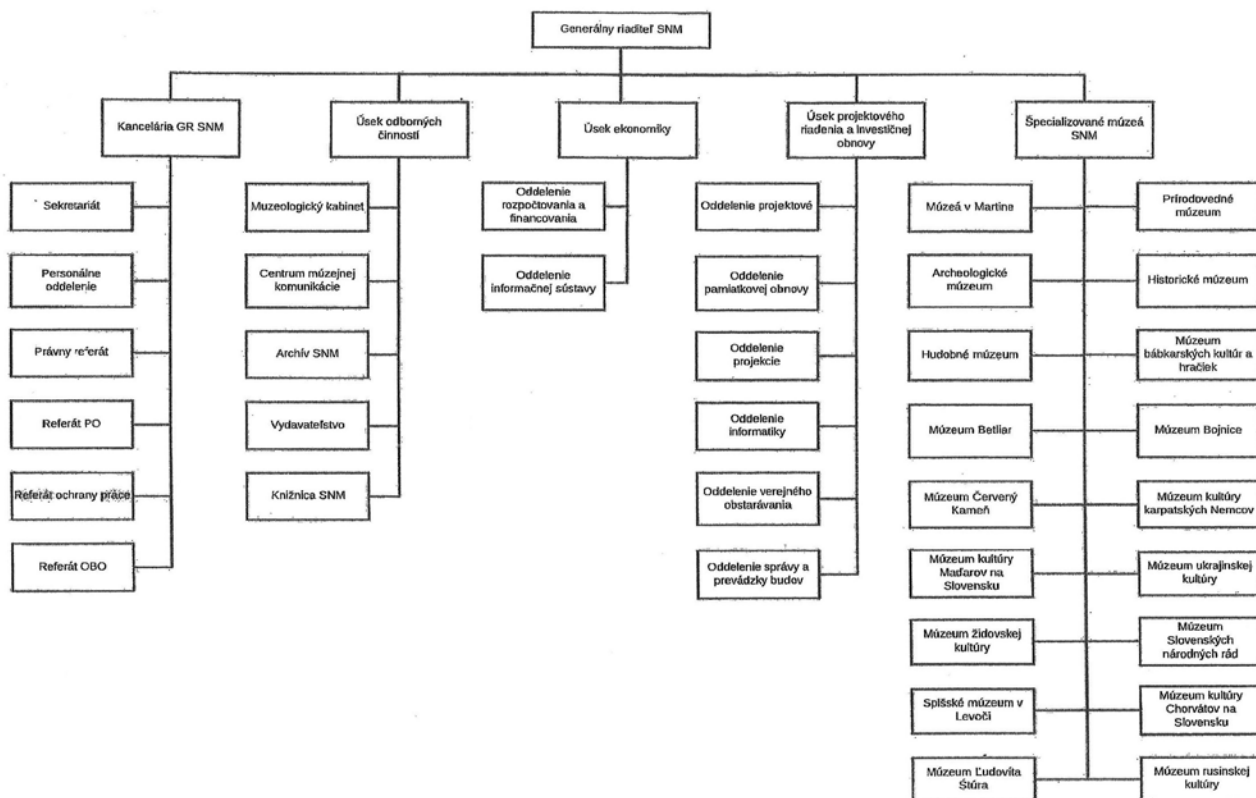 Generálny riaditeľ SNM
Kancelária GR SNM
Úsek odborných
činností
Úsek ekonomiky
Úsek projektového
riadenia a investičnej
obnovy
Špecializované múzeá
SNM
Sekretariát
Personálne
oddelenie
Právny referát
Referát PO
Referát ochrany práce
Referát OBO
Muzeologický kabinet
Centrum múzejnej
komunikácie
Archív SNM
Vydavateľstvo
Knižnica SNM
Oddelenie
rozpočtovania a
financovania
Oddelenie
informačnej sústavy
Oddelenie projektové
Oddelenie
pamiatkovej obnovy
Oddelenie
projekcie
Oddelenie
informatiky
Oddelenie verejného
obstarávania
Oddelenie správy a
prevádzky budov
Múzeá v Martine
Prírodovedné
múzeum
Archeologické
múzeum
Historické múzeum
Hudobné múzeum
Múzeum
bábkarských kultúr a
hračiek
Múzeum Betliar
Múzeum Bojnice
Múzeum Červený
Kameň
Múzeum kultúry
karpatských Nemcov
Múzeum kultúry
Maďarov na
Slovensku
Múzeum ukrajinskej
kultúry
Múzeum židovskej
kultúry
Múzeum
Slovenských
národných rád
Spišské múzeum v
Levoči
Múzeum kultúry
Chorvátov na
Slovensku
Múzeum Ľudovíta
Štúra
Múzeum rusínskej
kultúry